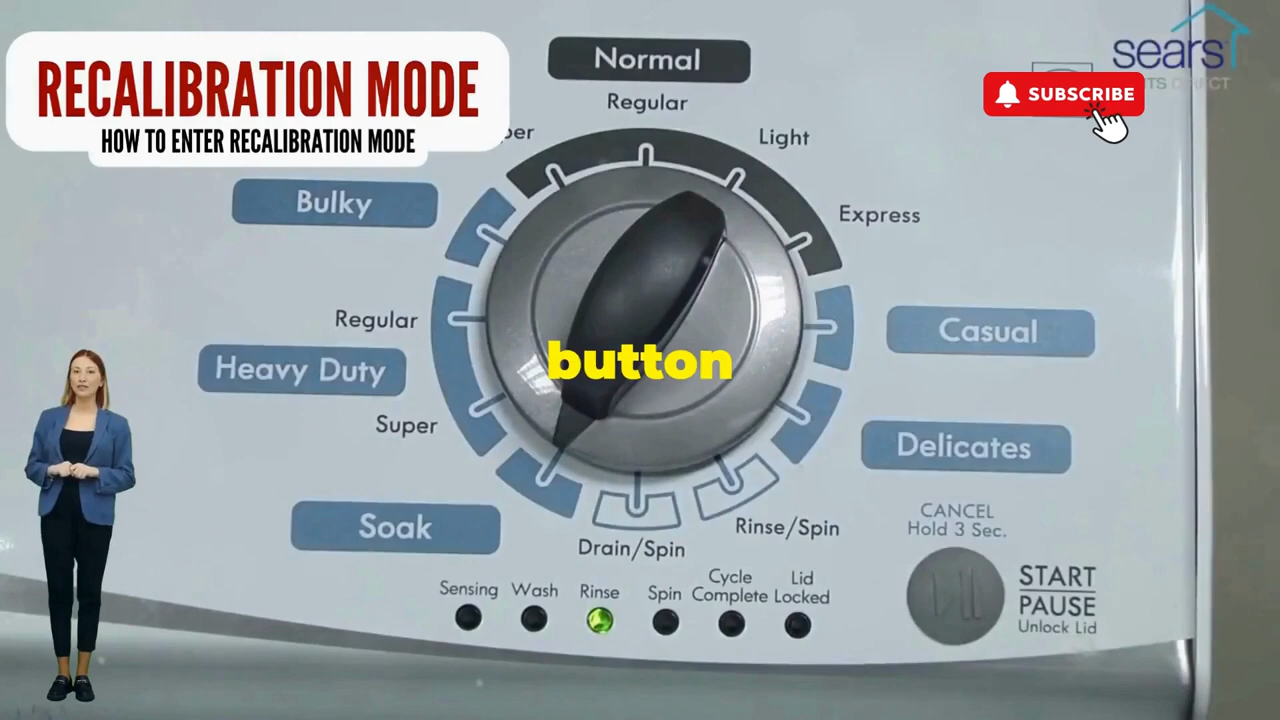 RECALIBRATION MODE
HOW TO ENTER RECALIBRATION MODE
sears
DIRECT
SUBSCRIBE
Normal
Regular
Light
Express
Bulky
Regular
Heavy Duty
Super
Casual
Delicates
button
Soak
Drain/Spin
Rinse/Spin
CANCEL
Hold 3 Sec.
Sensing
Wash
Rinse
Spin
Cycle
Complete
Lid
Locked
START
PAUSE
Unlock Lid